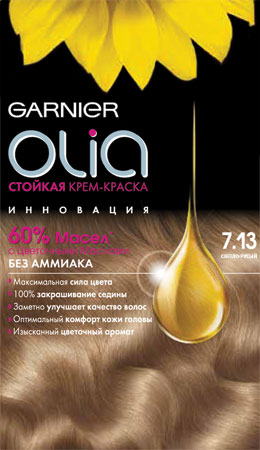 GARNIER
Olia
СТОЙКАЯ КРЕМ-КРАСКА
ИННОВАЦИЯ
60% Масел
7.13
БЕЗ АММИАКА
Максимальная сила цвета
100% закрашивание седины
Заметно улучшает качество волос
Оптимальный комфорт кожи головы
Изысканный цветочный аромат